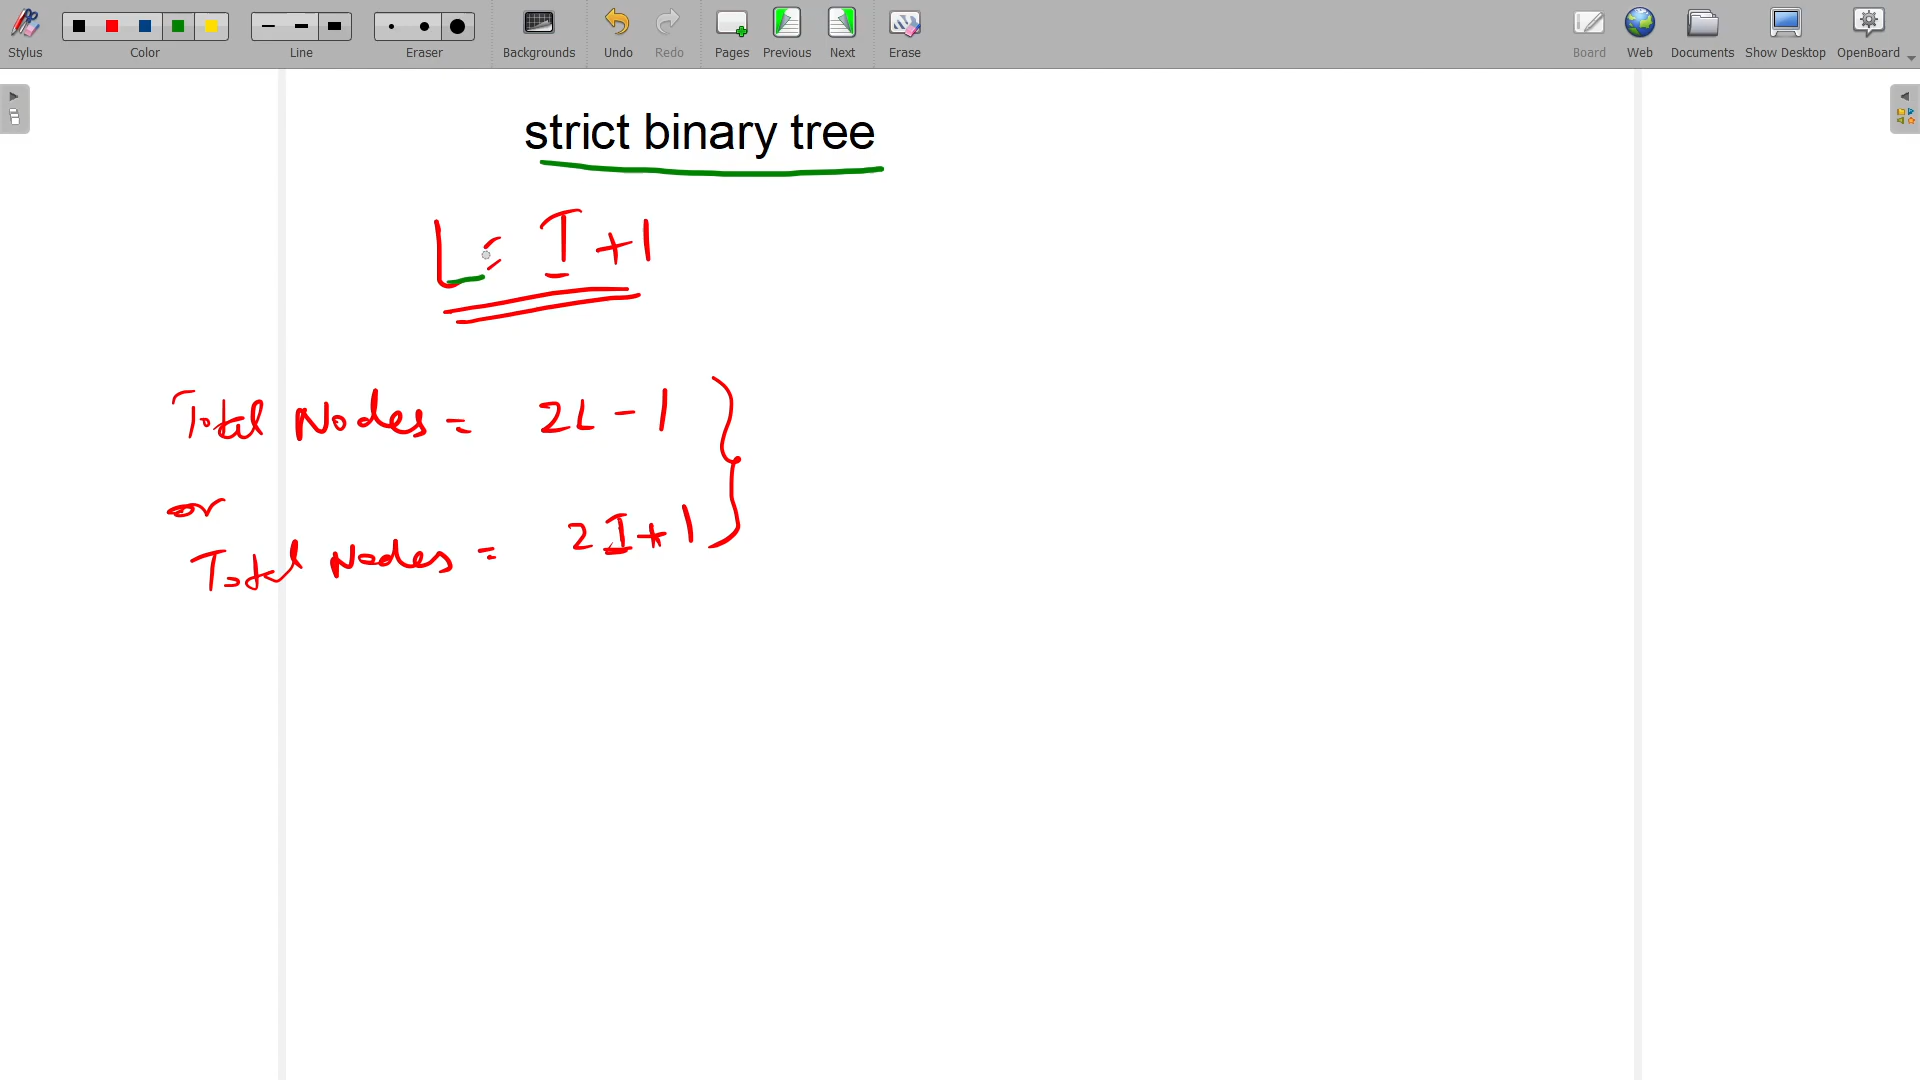 Stylus Color Line Eraser Backgrounds Undo Redo Pages Previous Next Erase Board Web Documents Show Desktop OpenBoard
strict binary tree
L = I + 1
Total Nodes = 2L - 1
or
Total Nodes = 2I + 1